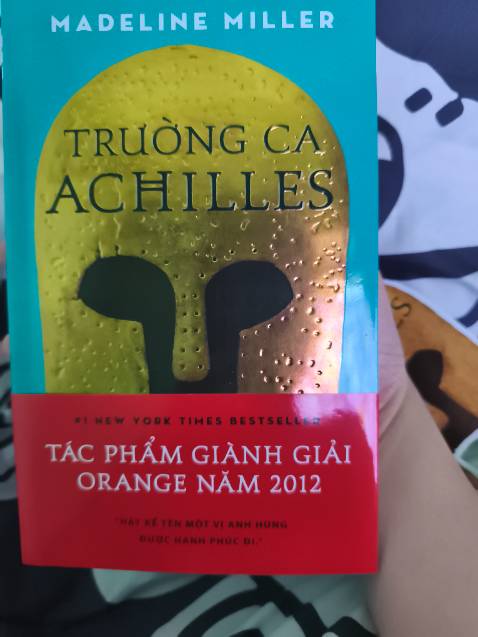 MADELINE MILLER
TRƯỜNG CA
ACHILLES
#1 NEW YORK TIMES BESTSELLER
TÁC PHẨM GIÀNH GIẢI
ORANGE NĂM 2012
"HÃY KỂ TÊN MỘT VỊ ANH HÙNG
ĐƯỢC HẠNH PHÚC ĐI."